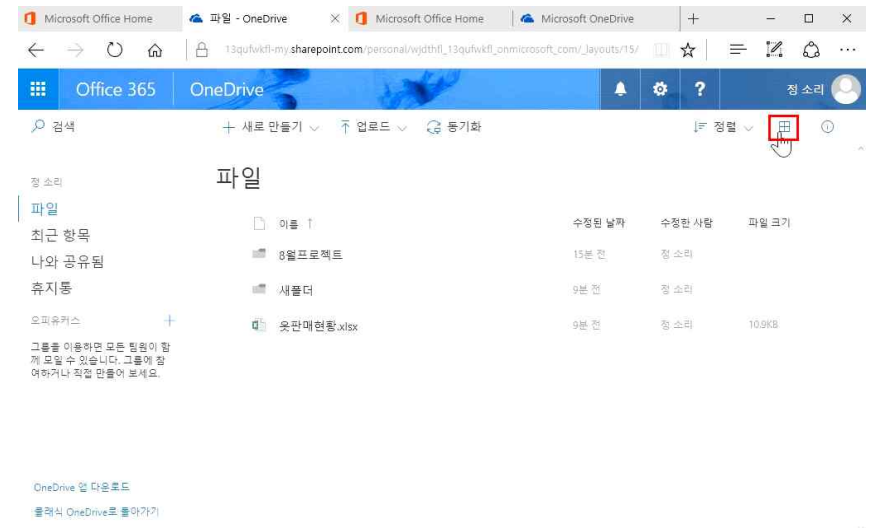 Microsoft Office Home
파일 - OneDrive
Microsoft Office Home
Microsoft OneDrive
13qufwkfl-my.sharepoint.com/personal/wjdthfl_13qufwkfl_onmicrosoft_com/_layouts/15/
Office 365
OneDrive
?
정 소리
검색
새로 만들기
업로드
동기화
정렬
정 소리
파일
최근 항목
나와 공유됨
휴지통
오피유커스
그룹을 이용하면 모든 팀원이 함
께 모일 수 있습니다. 그룹에 참
여하거나 직접 만들어 보세요.
OneDrive 앱 다운로드
클래식 OneDrive로 돌아가기
파일
이름 ↑ 수정된 날짜 수정한 사람 파일 크기
8월프로젝트 15분 전 정 소리
새폴더 9분 전 정 소리
옷판매현황.xlsx 9분 전 정 소리 10.9KB